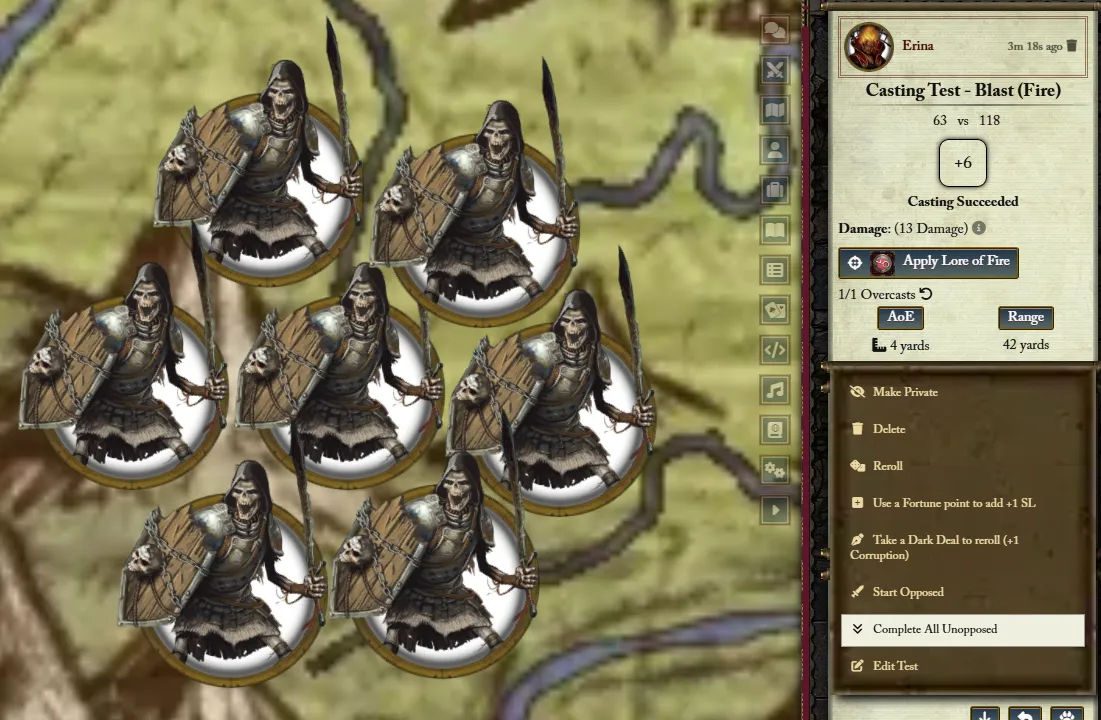 Erina
3m 18s ago
Casting Test - Blast (Fire)
63 vs 118
+6
Casting Succeeded
Damage: (13 Damage)
Apply Lore of Fire
1/1 Overcasts
AoE Range
4 yards 42 yards
Make Private
Delete
Reroll
Use a Fortune point to add +1 SL
Take a Dark Deal to reroll (+1
Corruption)
Start Opposed
Complete All Unopposed
Edit Test